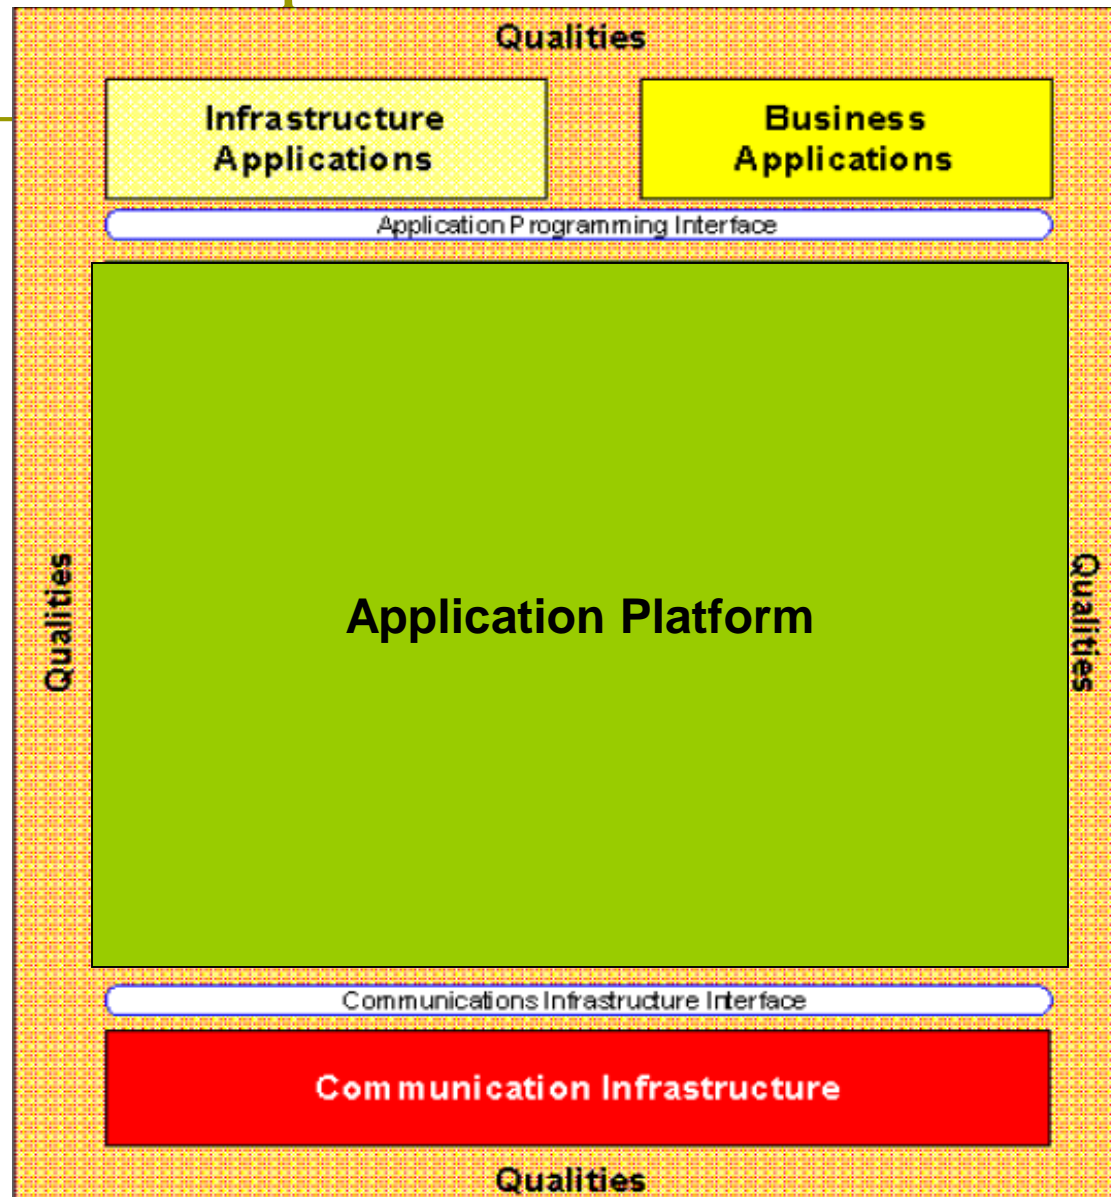 Qualities
Infrastructure
Applications
Business
Applications
Application Programming Interface
Qualities
Application Platform
Qualities
Communications Infrastructure Interface
Communication Infrastructure
Qualities